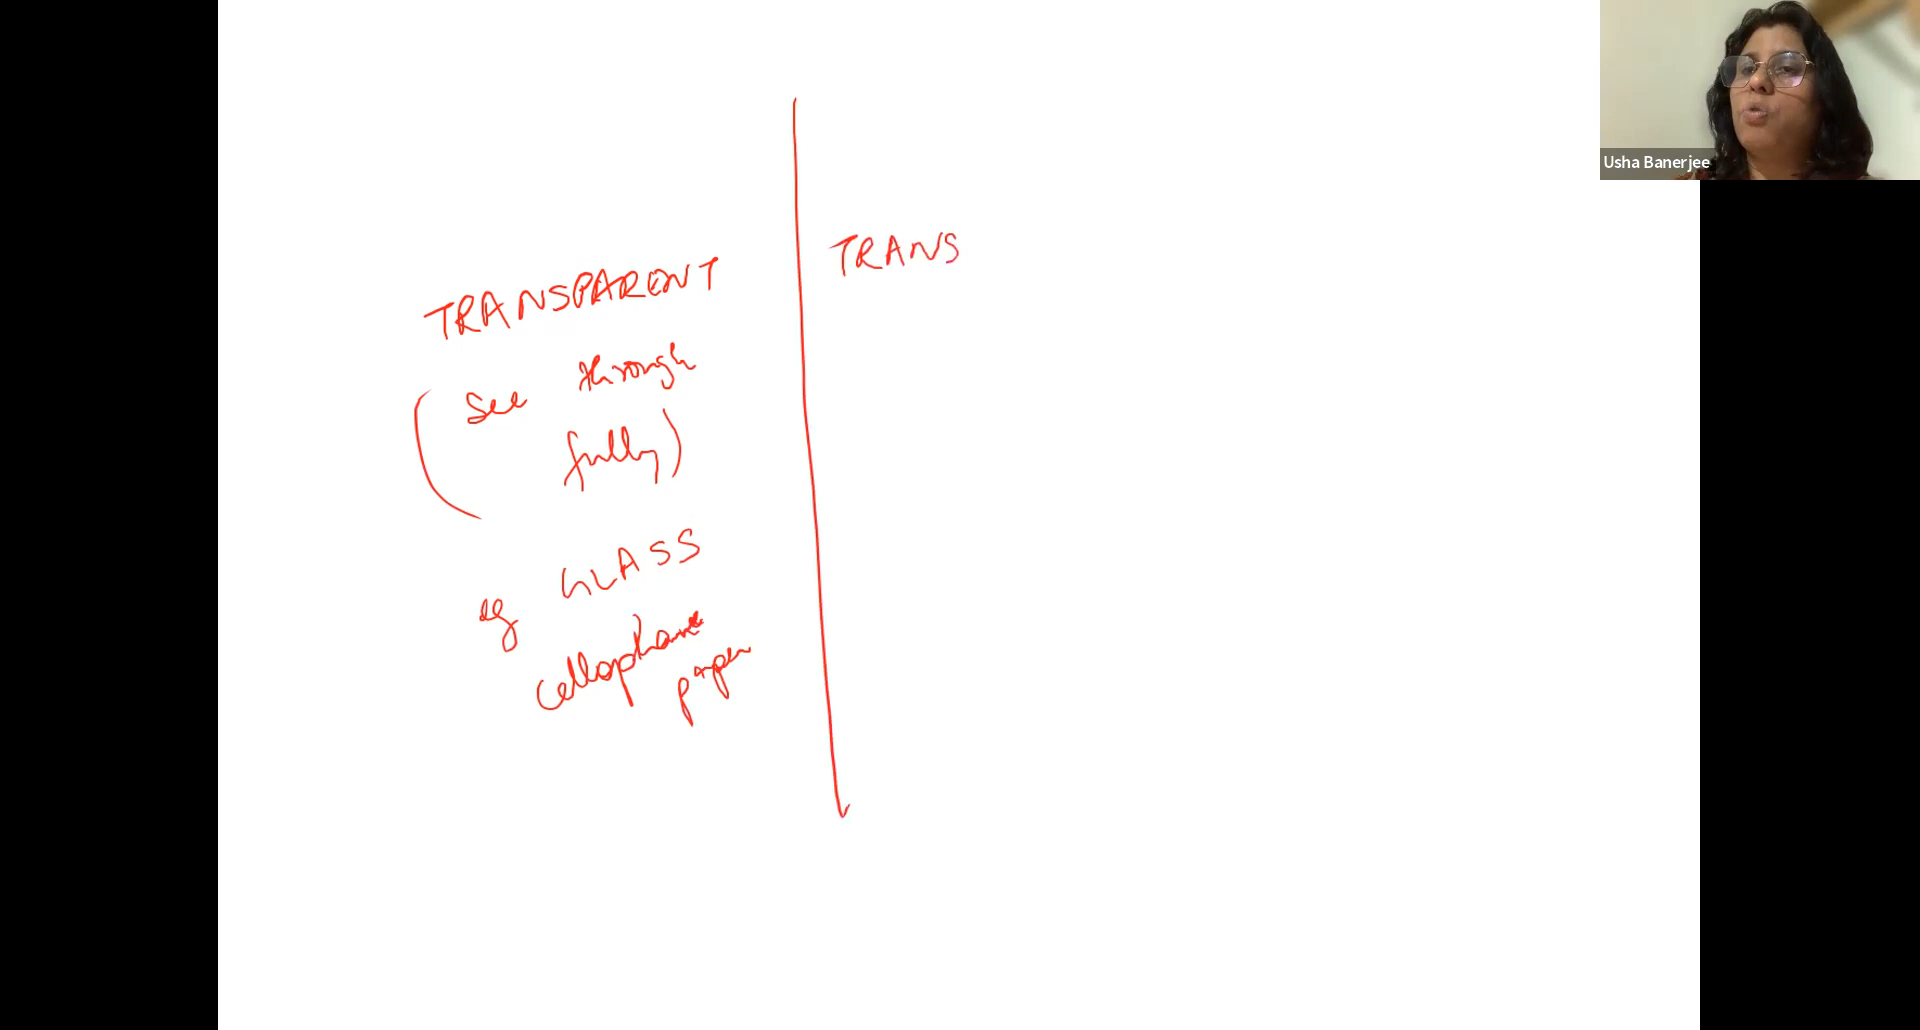 TRANSPARENT
(see through
fully)
eg GLASS
cellophane
paper
TRANS
Usha Banerjee